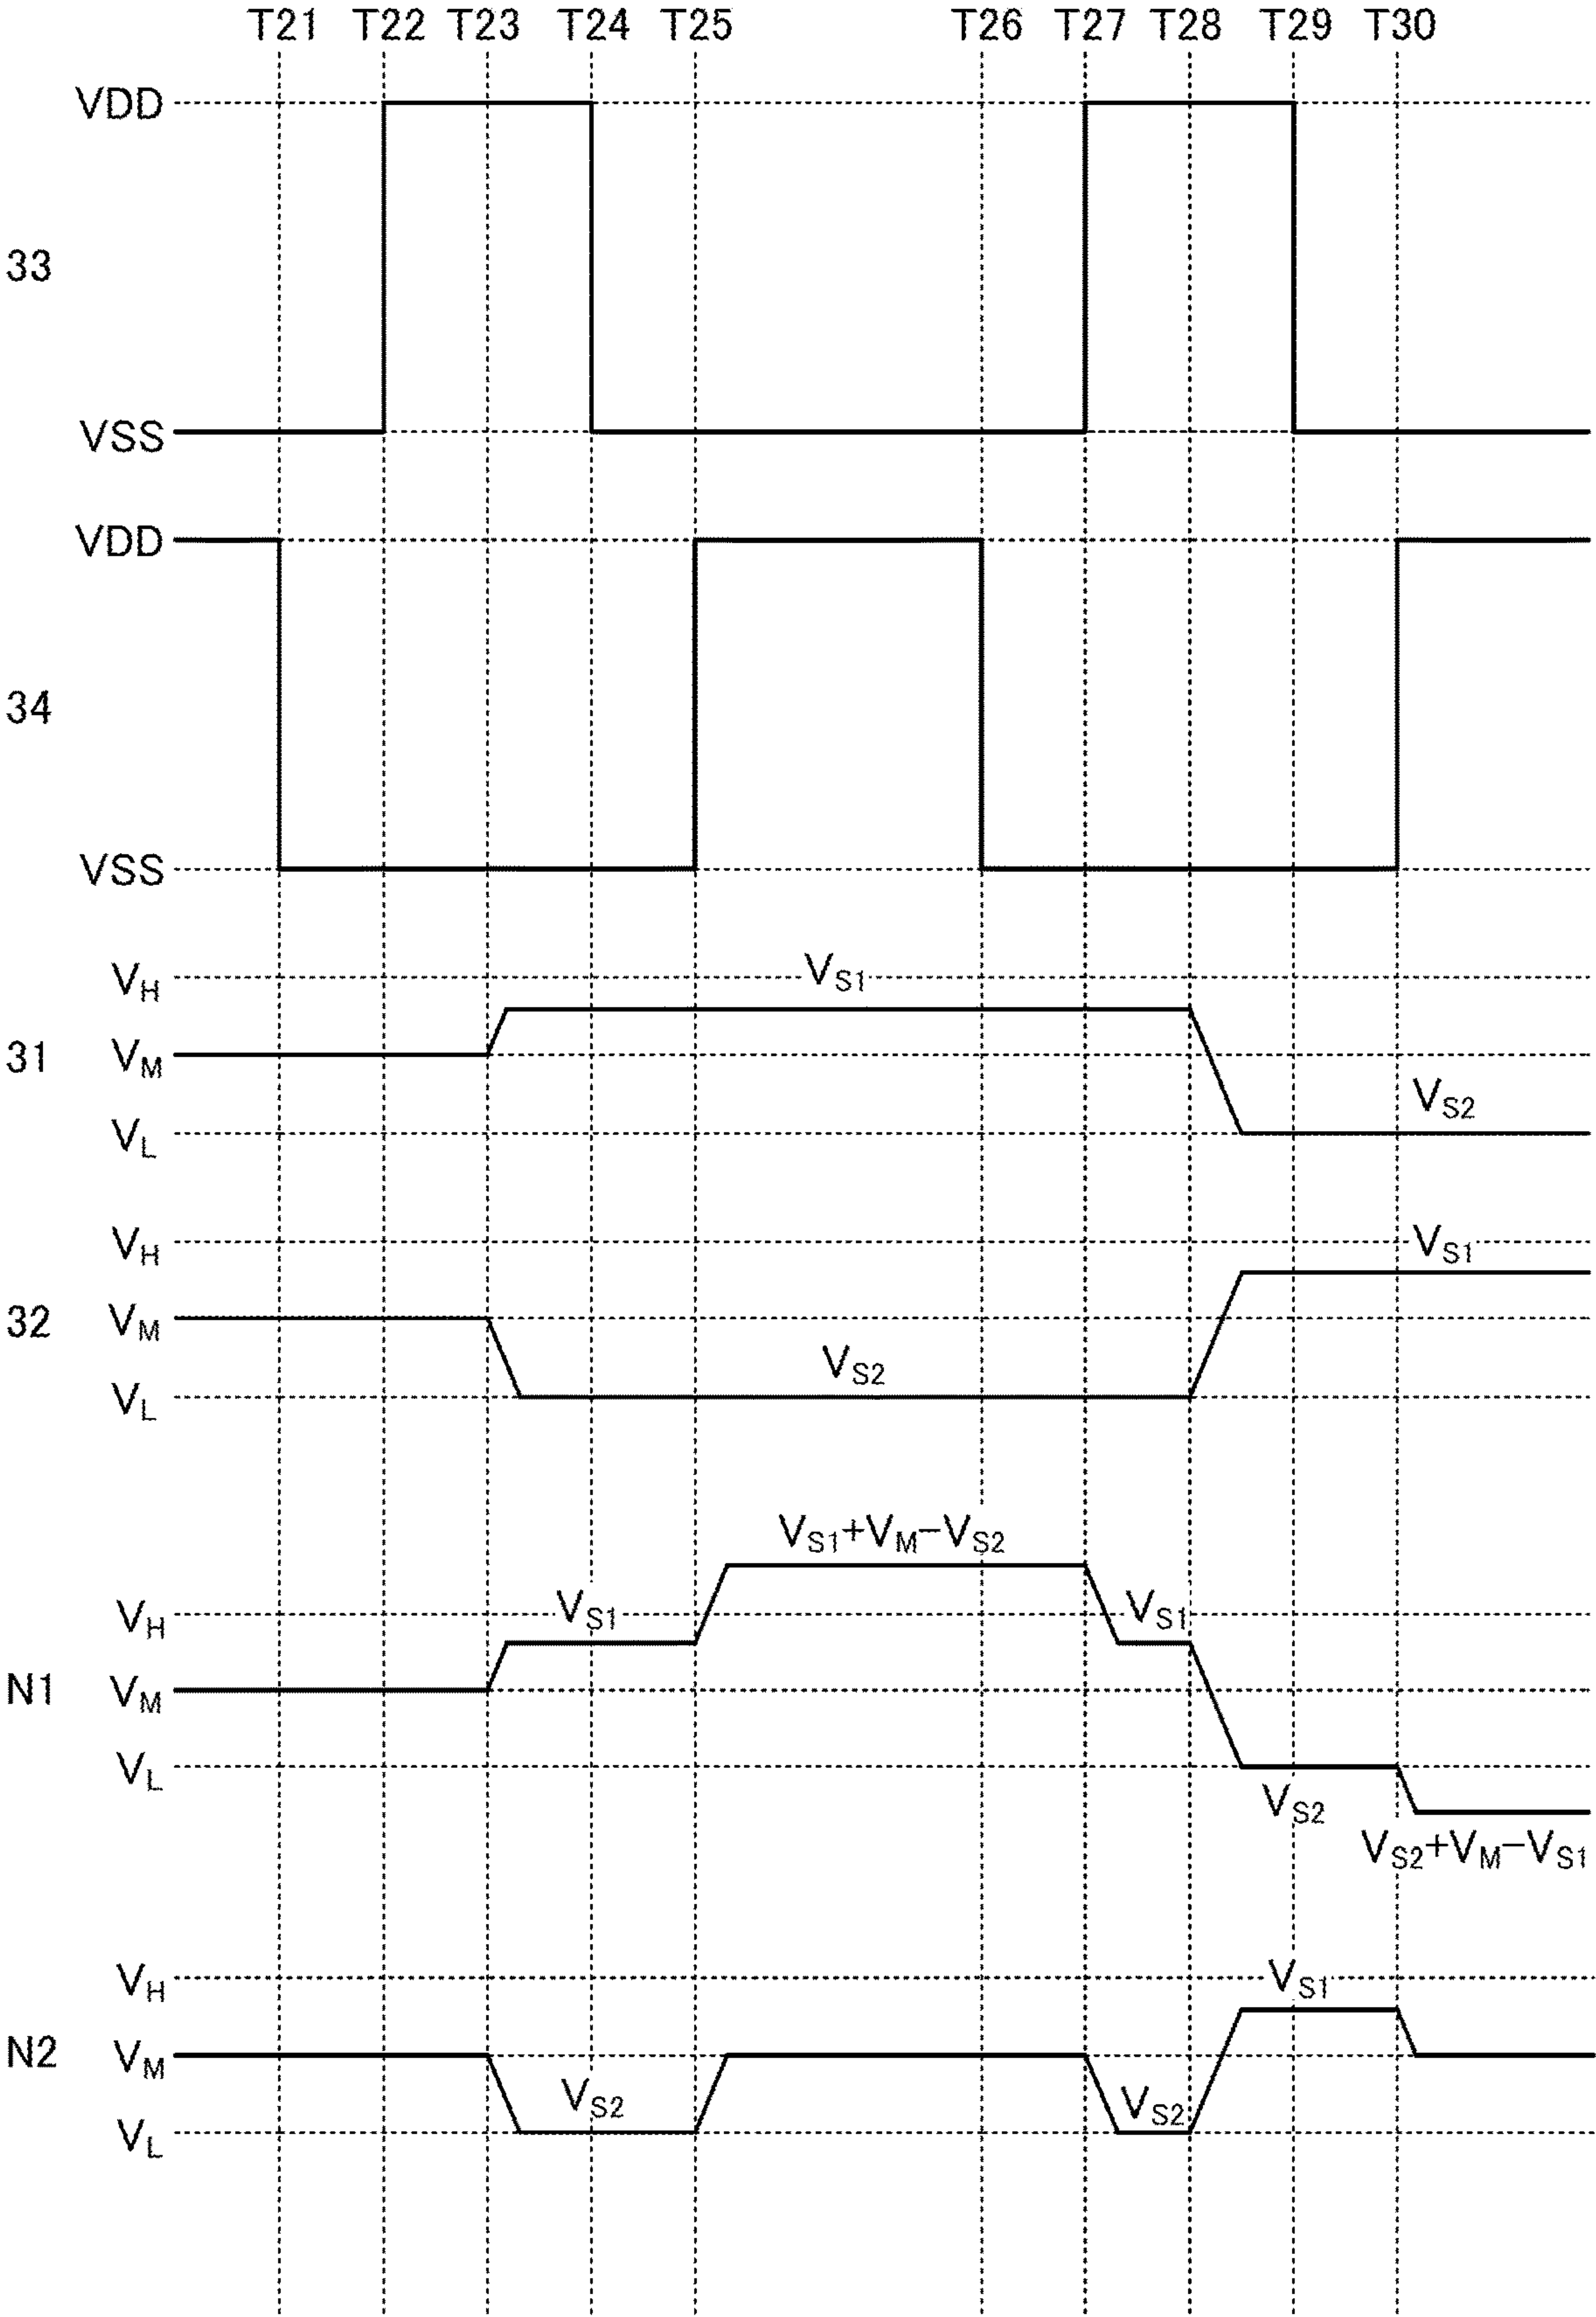 T21 T22 T23 T24 T25 T26 T27 T28 T29 T30
VDD
33
VSS
VDD
34
VSS
VH VS1
31 VM
VS2
VL
VH VS1
32 VM
VS2
VL
VS1+VM−VS2
VH VS1 VS1
N1 VM
VL
VS2
VS2+VM−VS1
VH VS1
N2 VM
VS2 VS2
VL